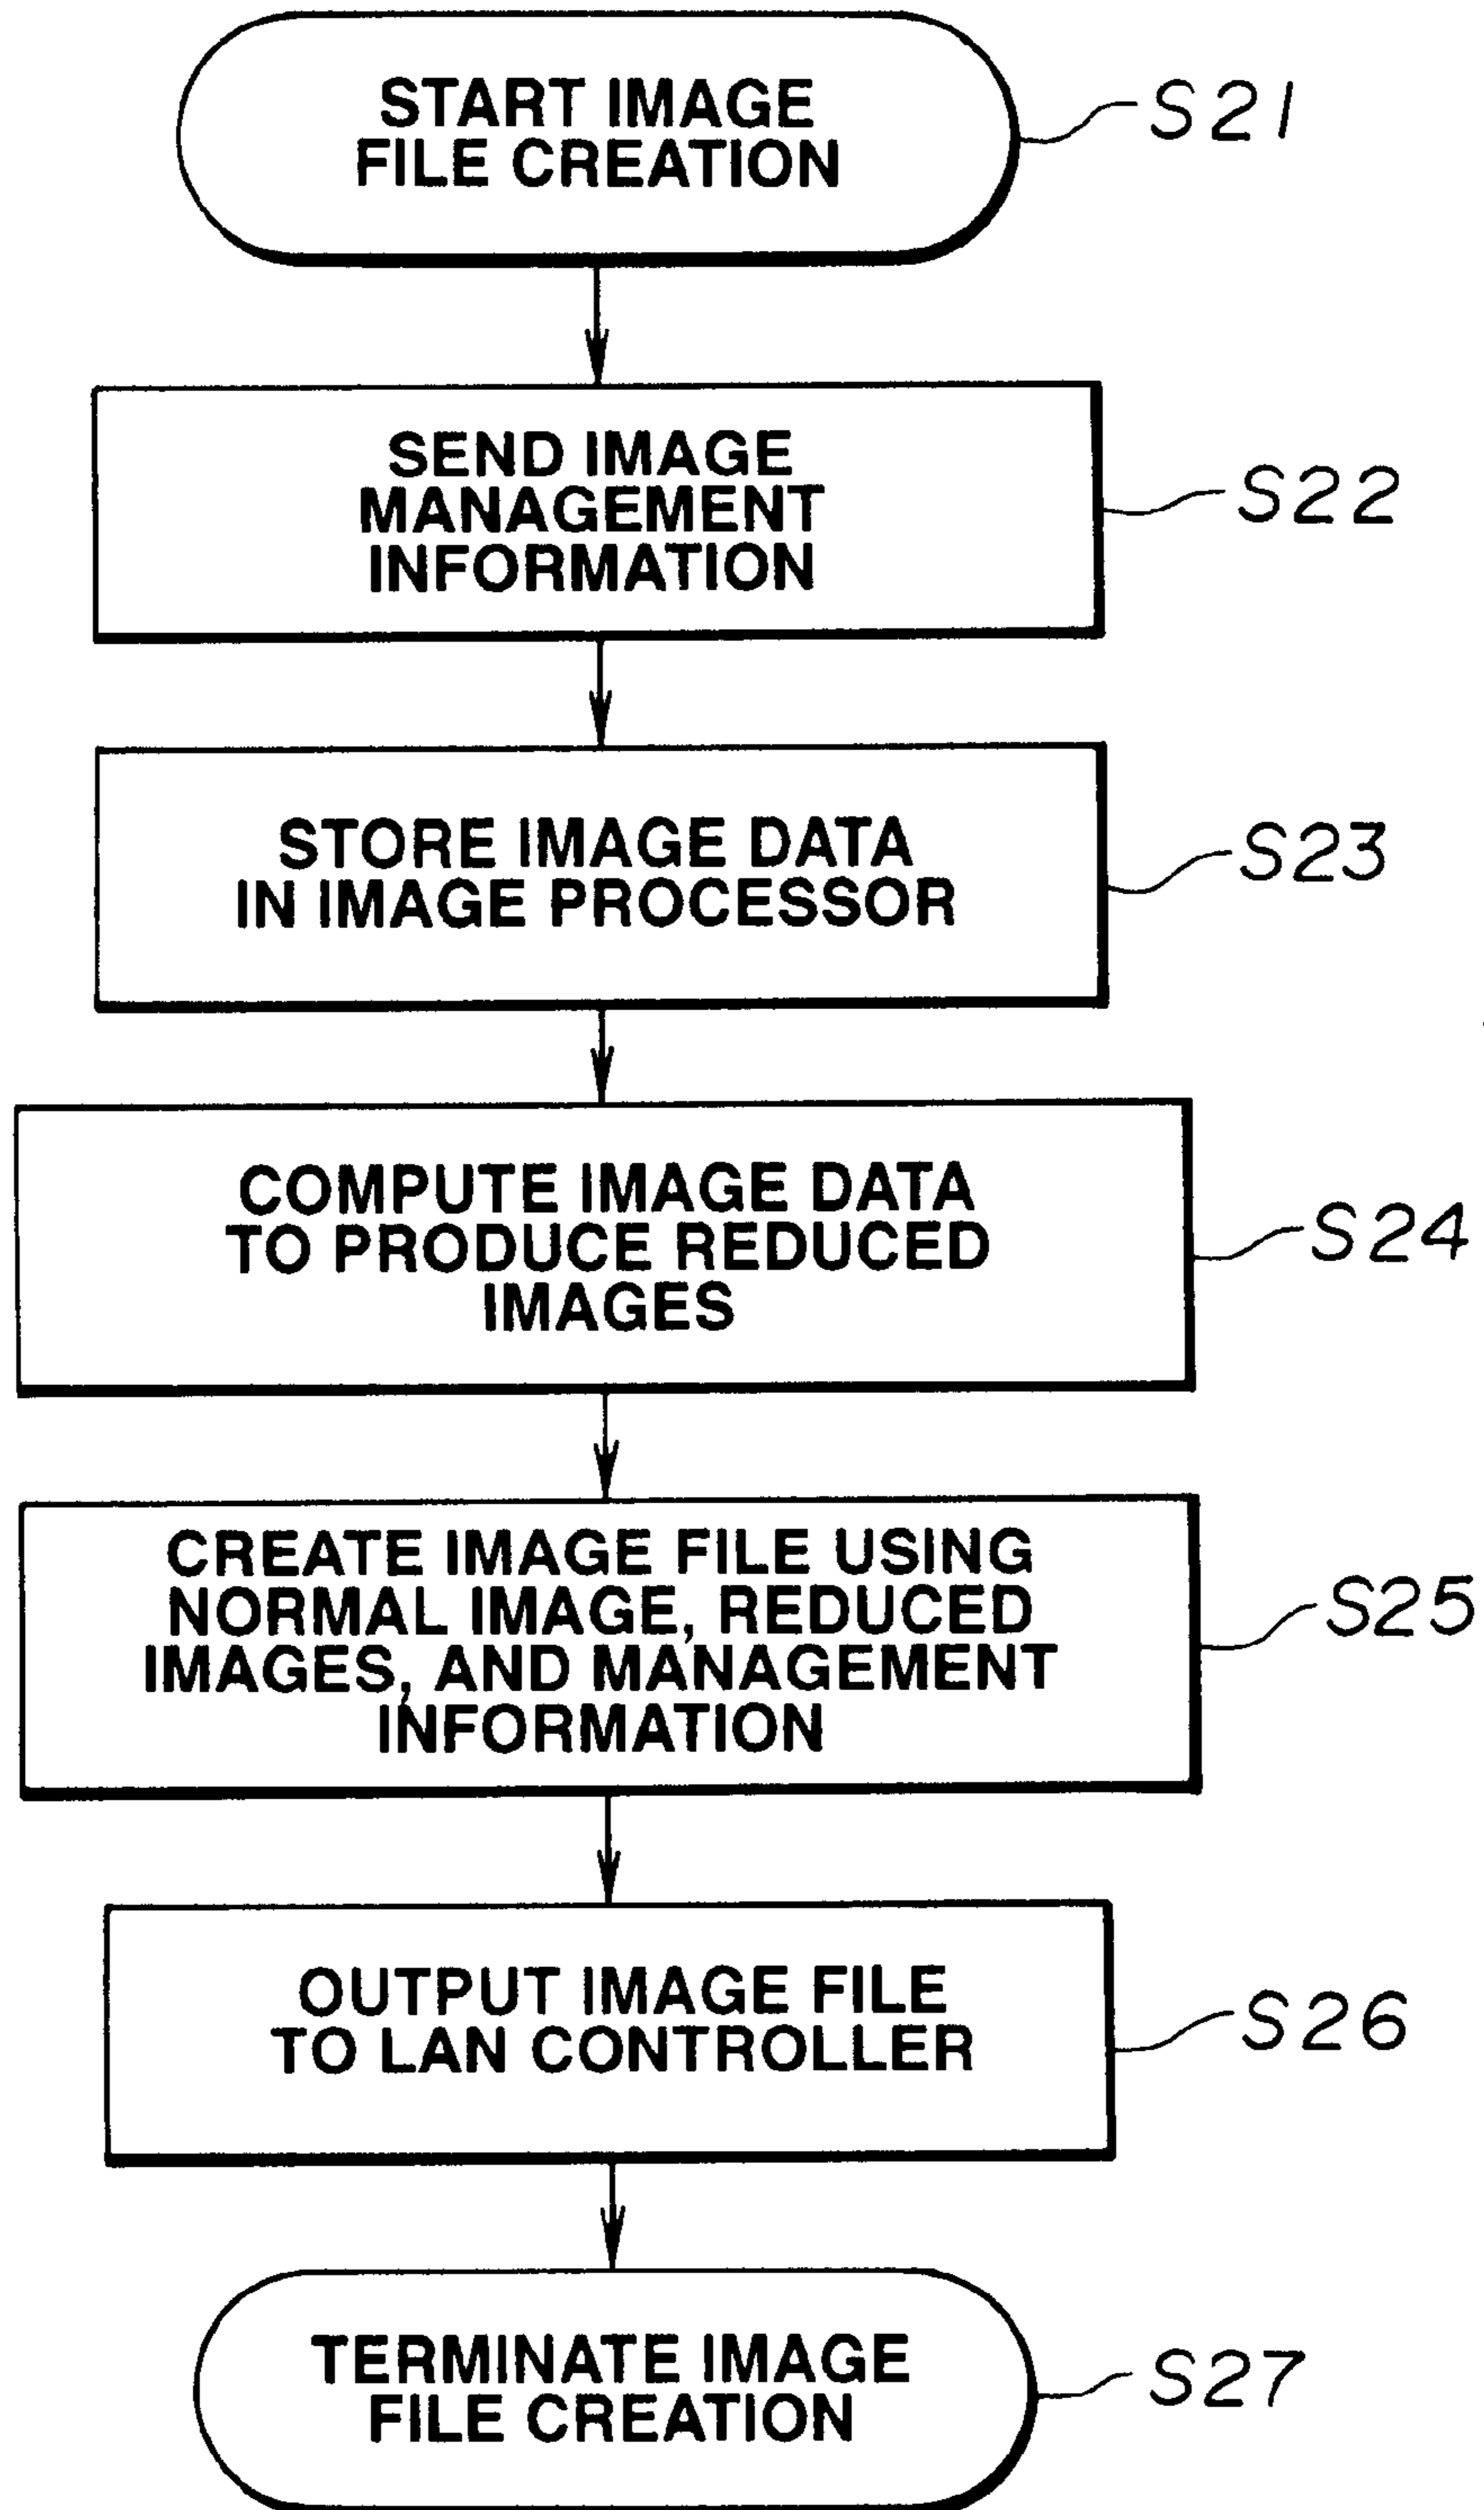 START IMAGE
FILE CREATION
S21
SEND IMAGE
MANAGEMENT
INFORMATION
S22
STORE IMAGE DATA
IN IMAGE PROCESSOR
S23
COMPUTE IMAGE DATA
TO PRODUCE REDUCED
IMAGES
S24
CREATE IMAGE FILE USING
NORMAL IMAGE, REDUCED
IMAGES, AND MANAGEMENT
INFORMATION
S25
OUTPUT IMAGE FILE
TO LAN CONTROLLER
S26
TERMINATE IMAGE
FILE CREATION
S27